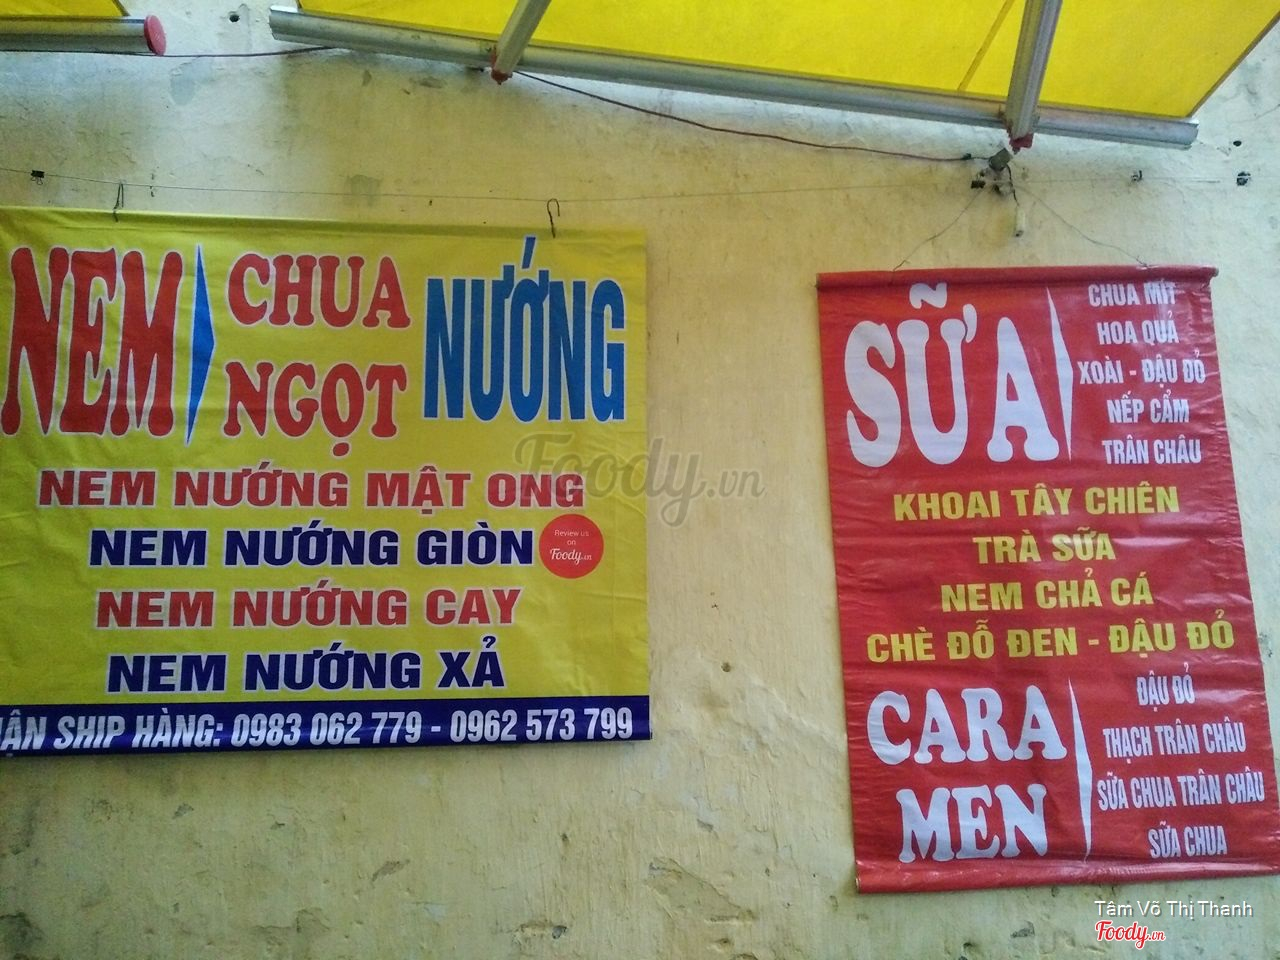 NEM CHUA NƯỚNG
NGỌT
NEM NƯỚNG MẬT ONG
NEM NƯỚNG GIÒN
NEM NƯỚNG CAY
NEM NƯỚNG XẢ
SHIP HÀNG: 0983 062 779 - 0962 573 799
Review us
on
Foody.vn
Foody.vn
SỮA
CHUA MÍT
HOA QUẢ
XOÀI - ĐẬU ĐỎ
NẾP CẨM
TRÂN CHÂU
KHOAI TÂY CHIÊN
TRÀ SỮA
NEM CHẢ CÁ
CHÈ ĐỖ ĐEN - ĐẬU ĐỎ
CARA
MEN
ĐẬU ĐỎ
THẠCH TRÂN CHÂU
SỮA CHUA TRÂN CHÂU
SỮA CHUA
Tâm Võ Thị Thanh
Foody.vn